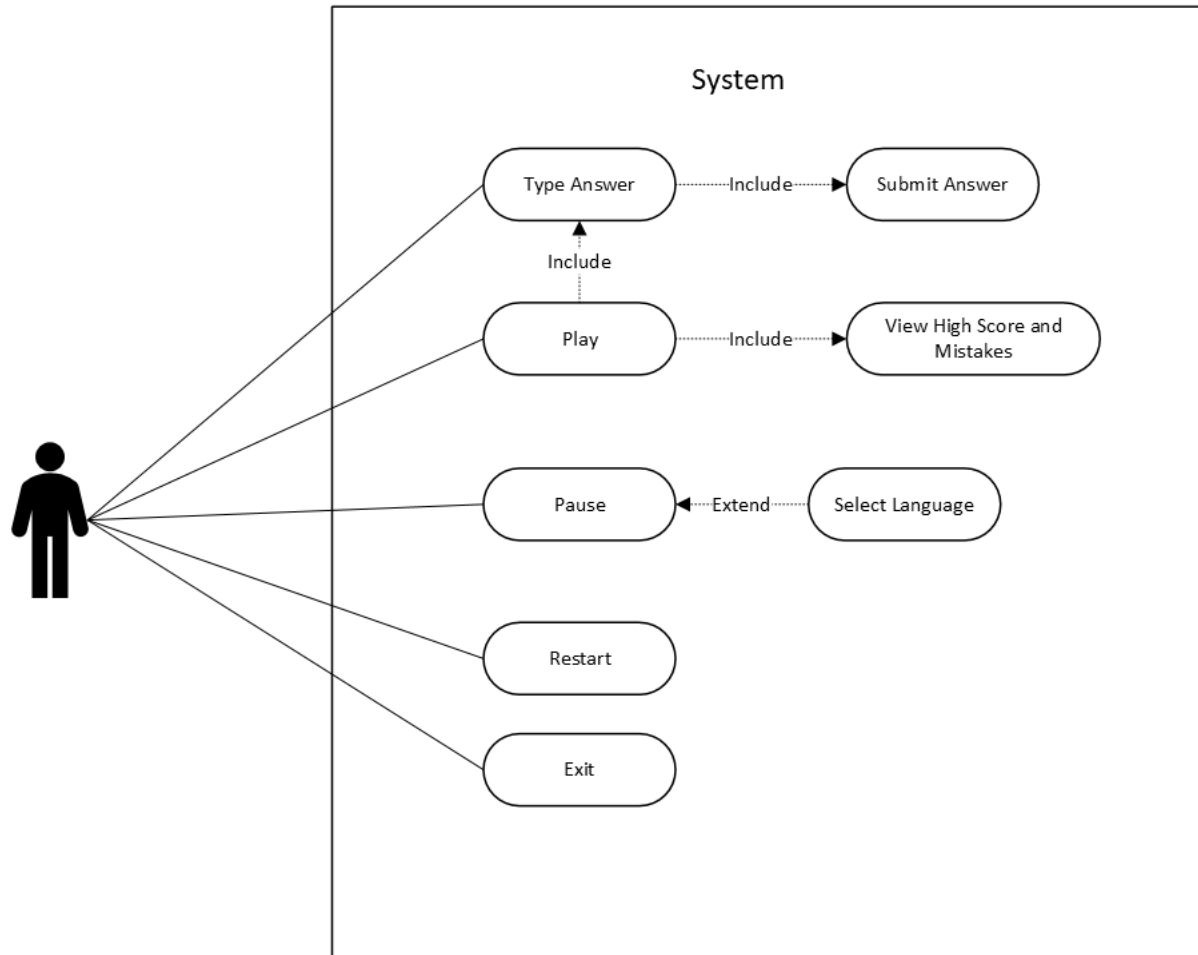 System
Type Answer
Include
Submit Answer
Include
Play
Include
View High Score and
Mistakes
Pause
Extend
Select Language
Restart
Exit